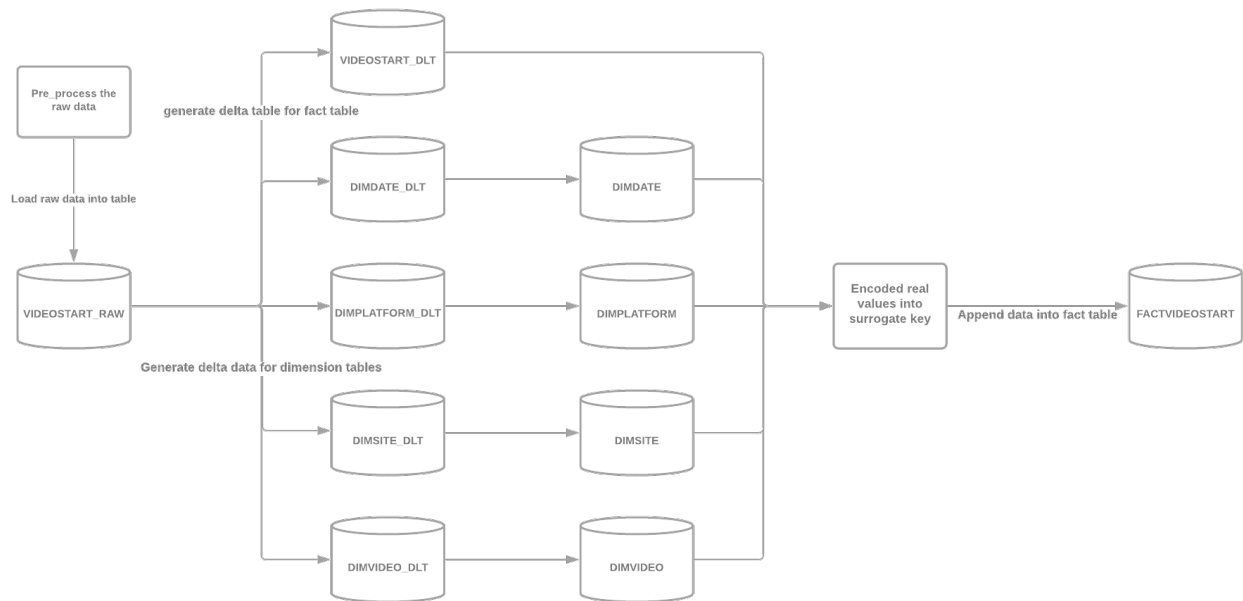 VIDEOSTART_DLT
Pre_process the
raw data
generate delta table for fact table
DIMDATE_DLT
DIMDATE
Load raw data into table
VIDEOSTART_RAW
DIMPLATFORM_DLT
DIMPLATFORM
Encoded real
values into
surrogate key
Append data into fact table
FACTVIDEOSTART
Generate delta data for dimension tables
DIMSITE_DLT
DIMSITE
DIMVIDEO_DLT
DIMVIDEO